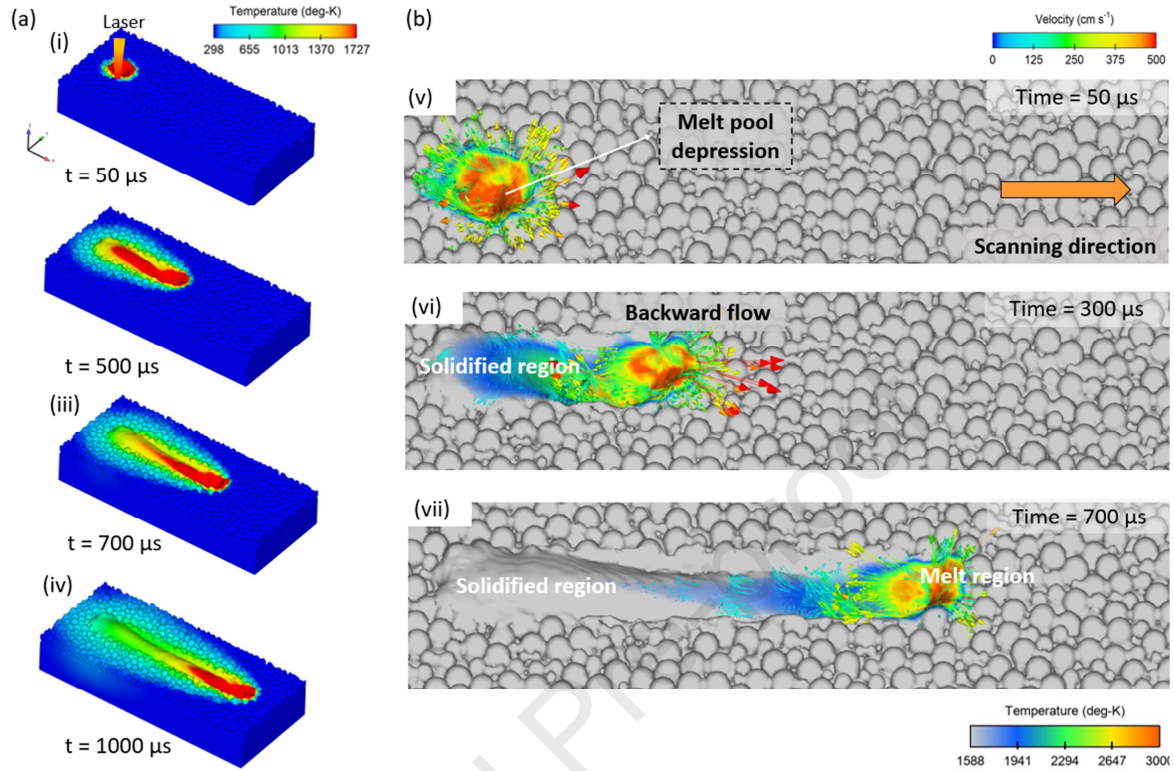 (a)
Laser
Temperature (deg-K)
298 655 1013 1370 1727
(i)
t = 50 µs
t = 500 µs
(iii)
t = 700 µs
(iv)
t = 1000 µs
(b)
Velocity (cm s⁻¹)
0 125 250 375 500
(v)
Time = 50 µs
Melt pool
depression
Scanning direction
(vi)
Time = 300 µs
Backward flow
Solidified region
(vii)
Time = 700 µs
Solidified region
Melt region
Temperature (deg-K)
1588 1941 2294 2647 3000